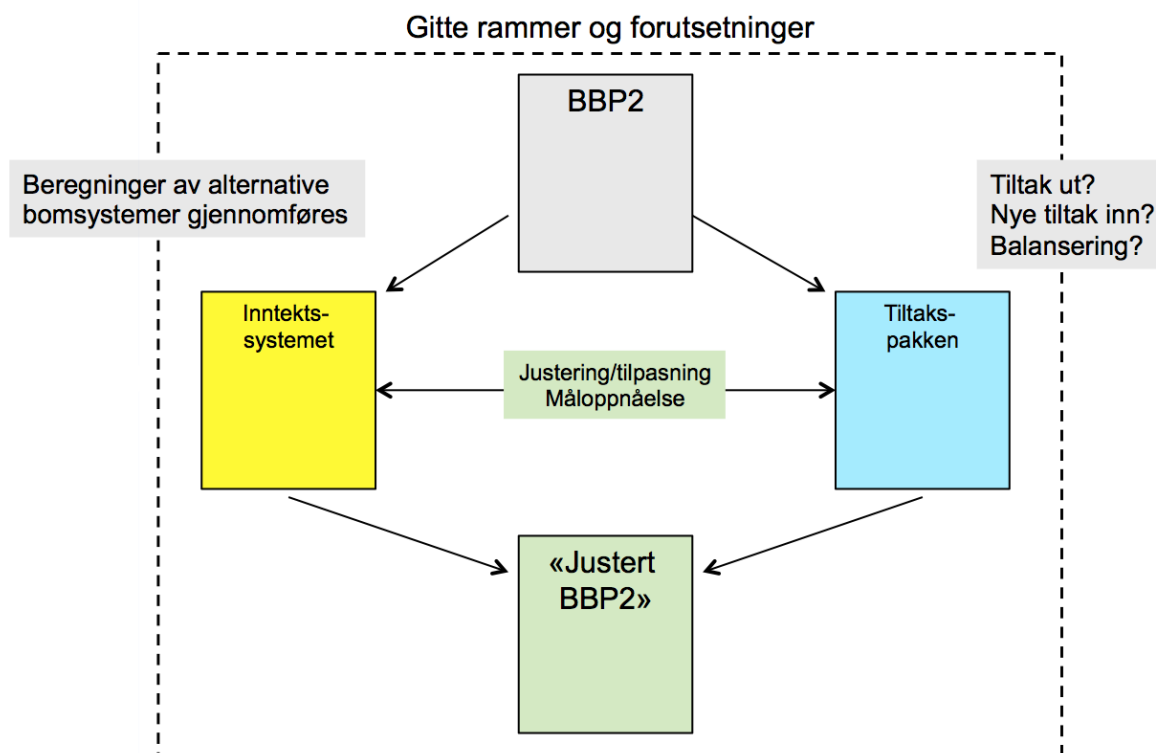 Gitte rammer og forutsetninger
BBP2
Beregninger av alternative
bomsystemer gjennomføres
Tiltak ut?
Nye tiltak inn?
Balansering?
Inntekts-
systemet
Tiltaks-
pakken
Justering/tilpasning
Måloppnåelse
«Justert
BBP2»